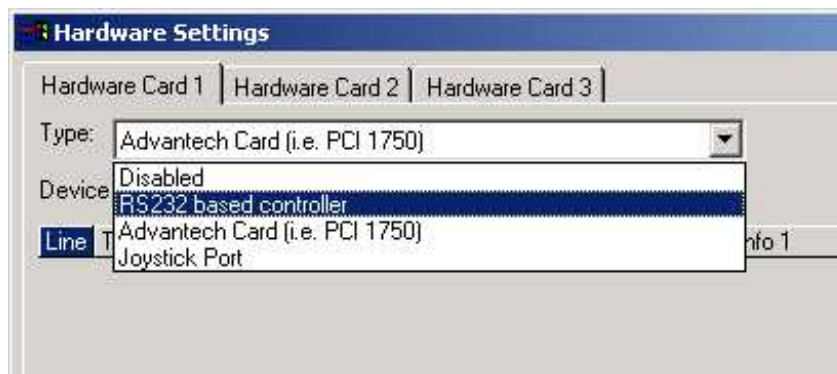 Hardware Settings
Hardware Card 1 Hardware Card 2 Hardware Card 3
Type: Advantech Card (i.e. PCI 1750)
Disabled
Device
RS232 based controller
Line T Advantech Card (i.e. PCI 1750) nfo 1
Joystick Port